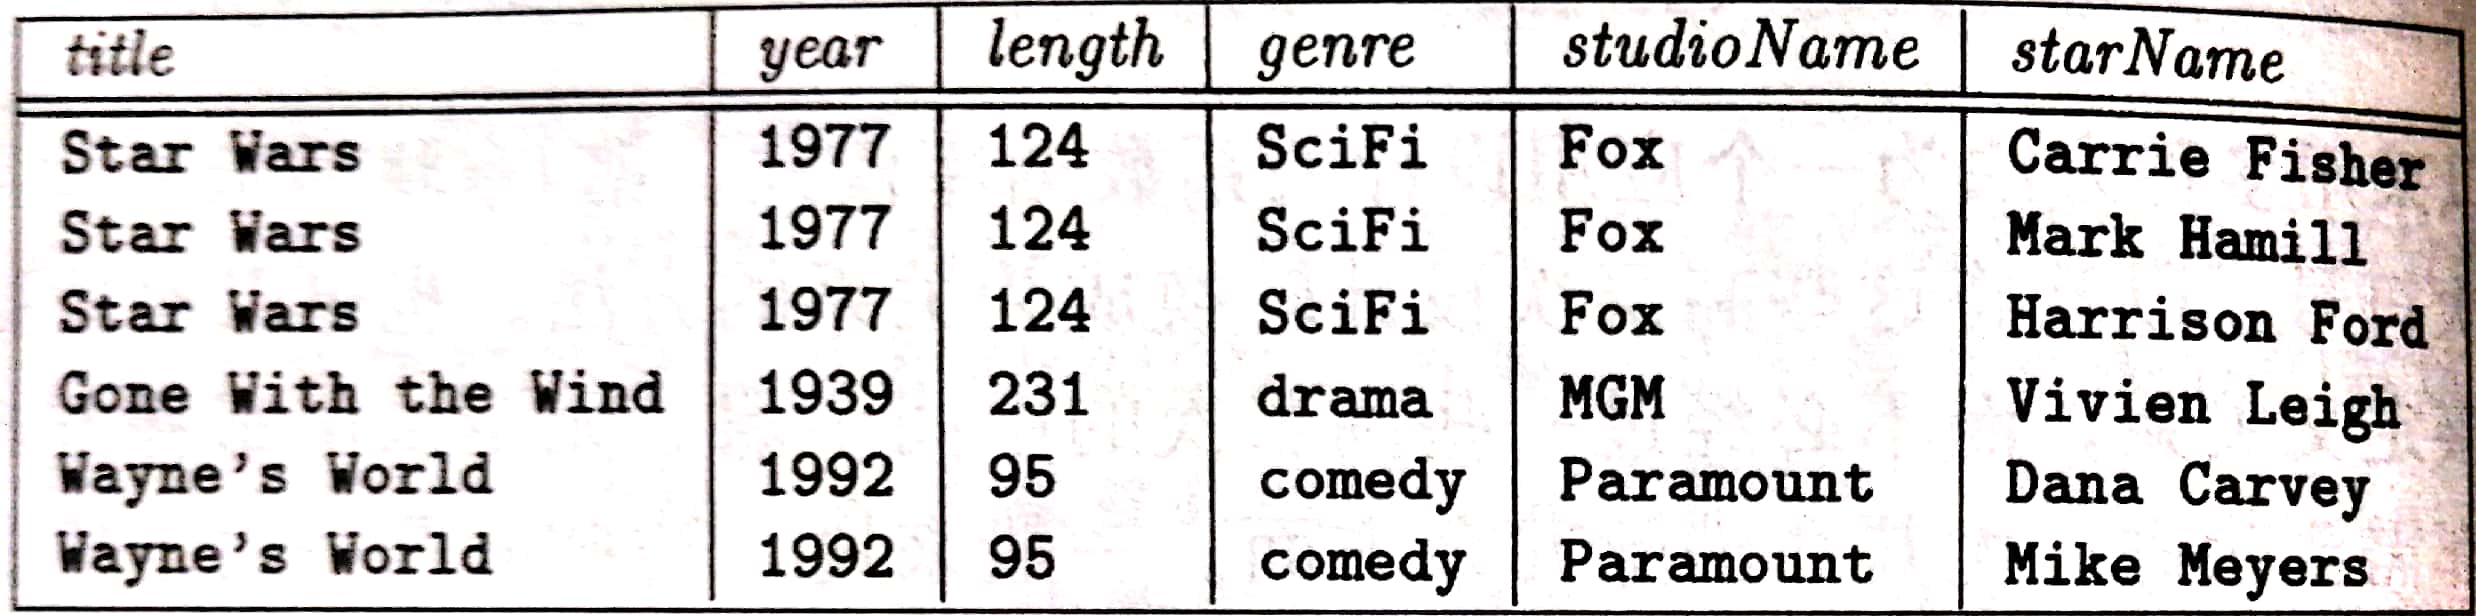 title year length genre studioName starName
Star Wars 1977 124 SciFi Fox Carrie Fisher
Star Wars 1977 124 SciFi Fox Mark Hamill
Star Wars 1977 124 SciFi Fox Harrison Ford
Gone With the Wind 1939 231 drama MGM Vivien Leigh
Wayne's World 1992 95 comedy Paramount Dana Carvey
Wayne's World 1992 95 comedy Paramount Mike Meyers